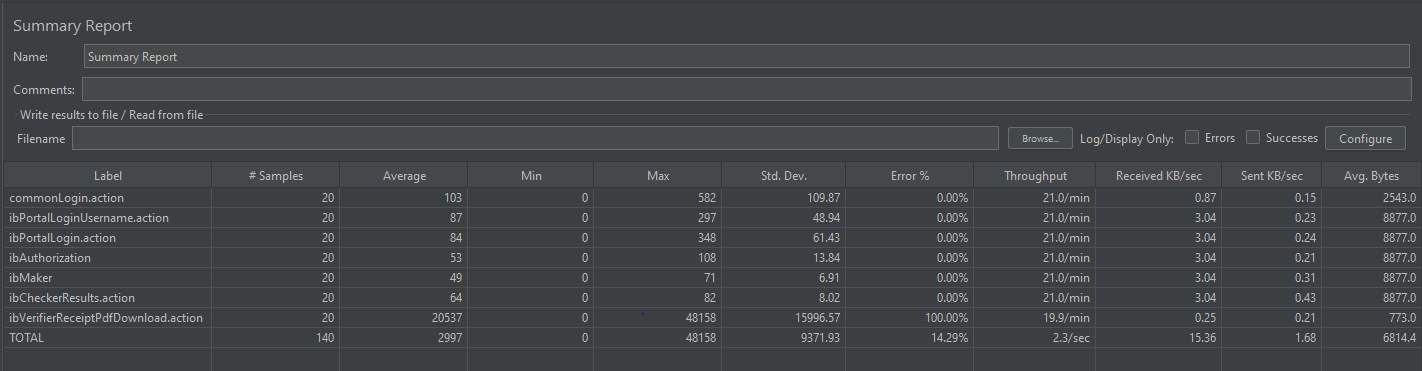 Summary Report
Name: Summary Report
Comments:
Write results to file / Read from file
Filename Browse... Log/Display Only: Errors Successes Configure
Label # Samples Average Min Max Std. Dev. Error % Throughput Received KB/sec Sent KB/sec Avg. Bytes
commonLogin.action 20 103 0 582 109.87 0.00% 21.0/min 0.87 0.15 2543.0
ibPortalLoginUsername.action 20 87 0 297 48.94 0.00% 21.0/min 3.04 0.23 8877.0
ibPortalLogin.action 20 84 0 348 61.43 0.00% 21.0/min 3.04 0.24 8877.0
ibAuthorization 20 53 0 108 13.84 0.00% 21.0/min 3.04 0.21 8877.0
ibMaker 20 49 0 71 6.91 0.00% 21.0/min 3.04 0.31 8877.0
ibCheckerResults.action 20 64 0 82 8.02 0.00% 21.0/min 3.04 0.43 8877.0
ibVerifierReceiptPdfDownload.action 20 20537 0 48158 15996.57 100.00% 19.9/min 0.25 0.21 773.0
TOTAL 140 2997 0 48158 9371.93 14.29% 2.3/sec 15.36 1.68 6814.4